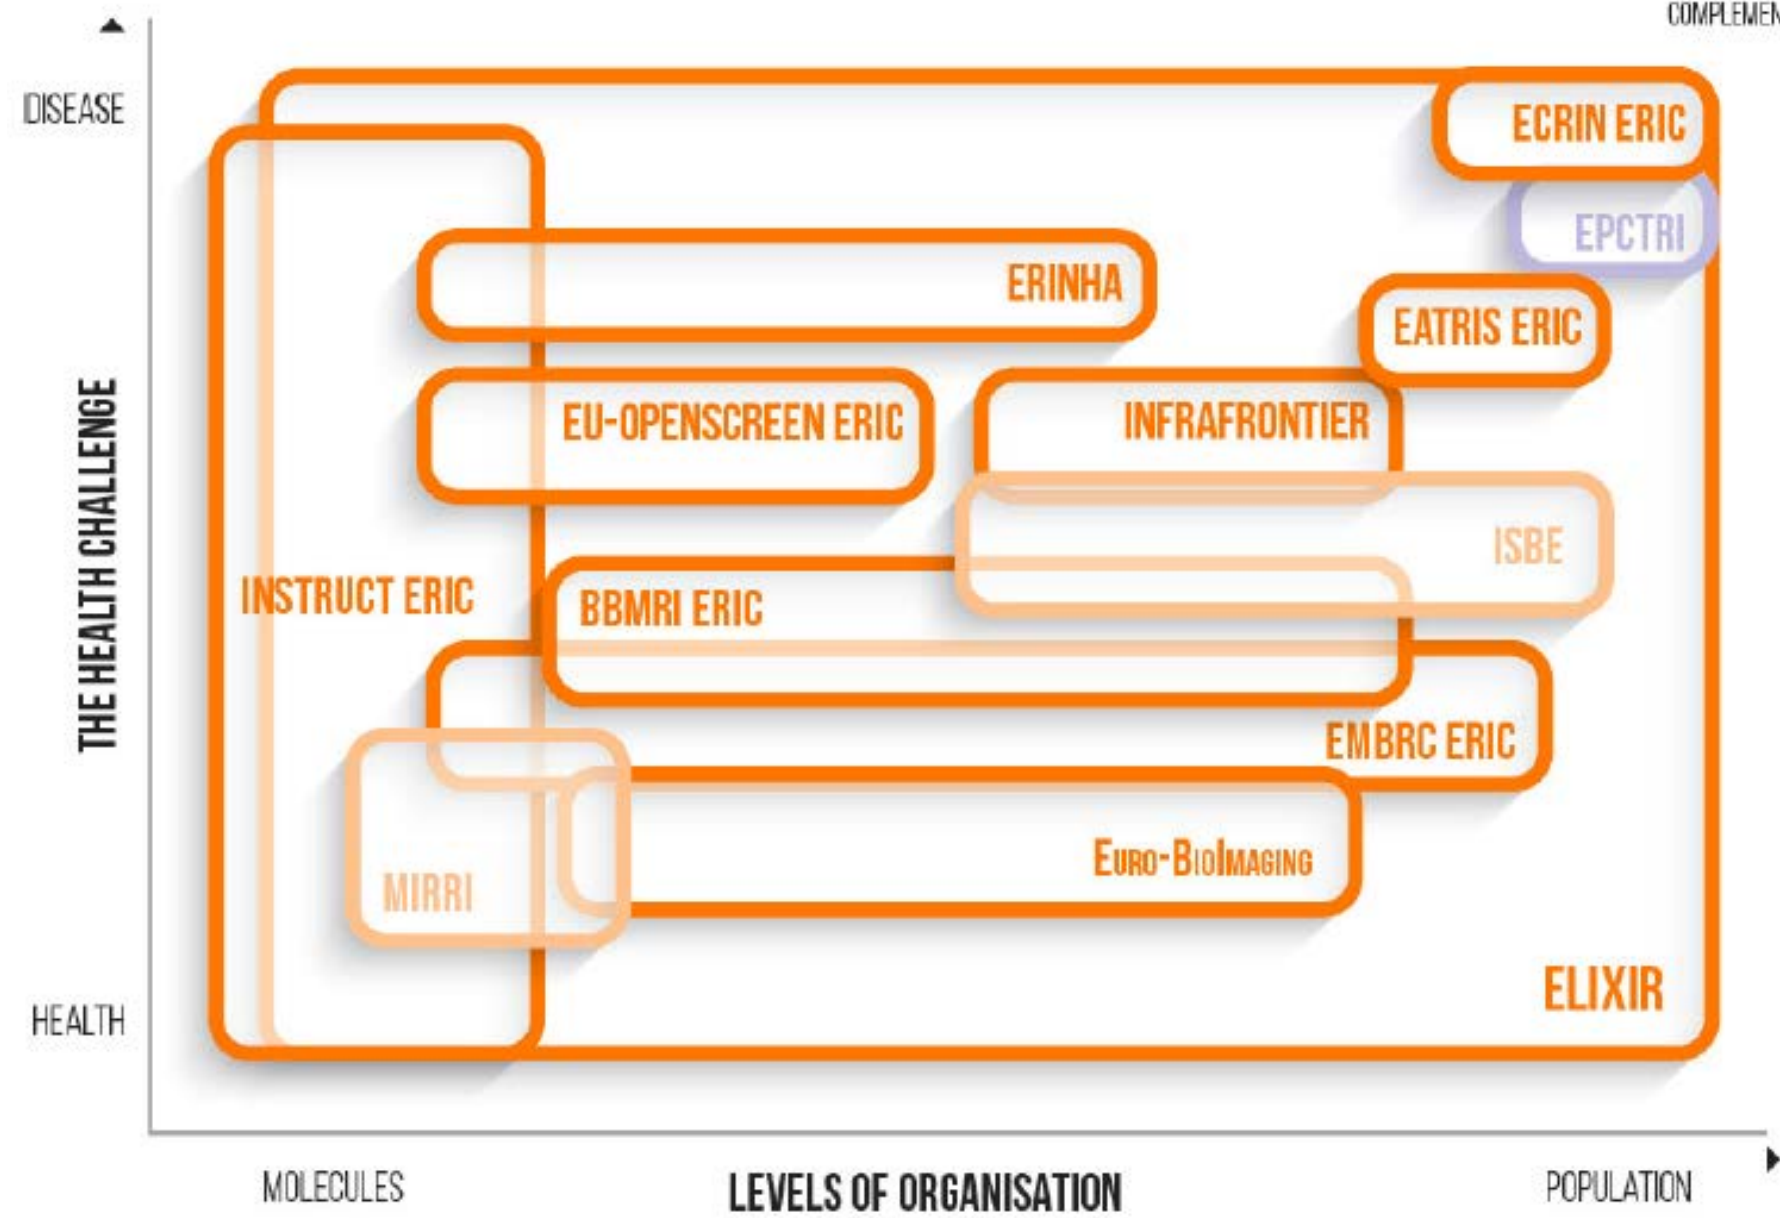 COMPLEMEN
DISEASE
ECRIN ERIC
EPCTRI
ERINHA
EATRIS ERIC
EU-OPENSCREEN ERIC
INFRAFRONTIER
ISBE
INSTRUCT ERIC
BBMRI ERIC
EMBRC ERIC
EURO-BIOIMAGING
MIRRI
ELIXIR
THE HEALTH CHALLENGE
HEALTH
MOLECULES
LEVELS OF ORGANISATION
POPULATION